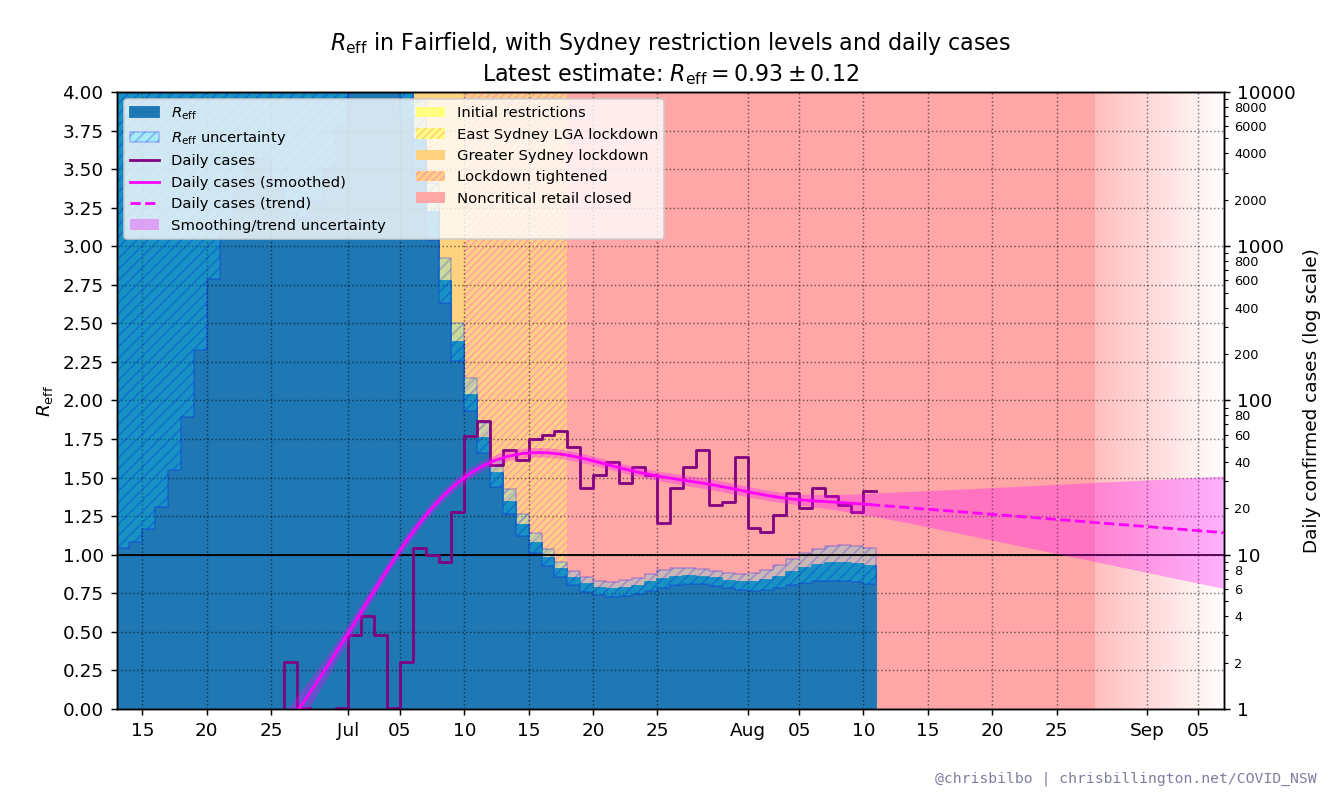 Reff in Fairfield, with Sydney restriction levels and daily cases
Latest estimate: Reff = 0.93 ± 0.12
Reff
Reff uncertainty
Daily cases
Daily cases (smoothed)
Daily cases (trend)
Smoothing/trend uncertainty
Initial restrictions
East Sydney LGA lockdown
Greater Sydney lockdown
Lockdown tightened
Noncritical retail closed
Reff
4.00
3.75
3.50
3.25
3.00
2.75
2.50
2.25
2.00
1.75
1.50
1.25
1.00
0.75
0.50
0.25
0.00
15 20 25 Jul 05 10 15 20 25 Aug 05 10 15 20 25 Sep 05
10000
8000
6000
4000
2000
1000
800
600
400
200
100
80
60
40
20
10
8
6
4
2
1
Daily confirmed cases (log scale)
@chrisbilbo | chrisbillington.net/COVID_NSW